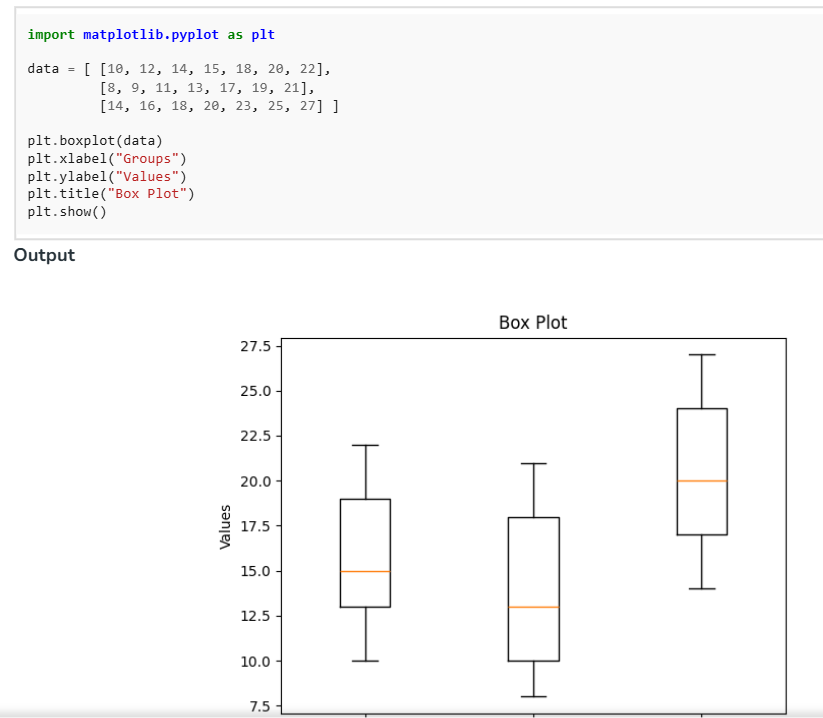 import matplotlib.pyplot as plt
data = [ [10, 12, 14, 15, 18, 20, 22],
[8, 9, 11, 13, 17, 19, 21],
[14, 16, 18, 20, 23, 25, 27] ]
plt.boxplot(data)
plt.xlabel("Groups")
plt.ylabel("Values")
plt.title("Box Plot")
plt.show()
Output
Box Plot
27.5
25.0
22.5
20.0
Values
17.5
15.0
12.5
10.0
7.5